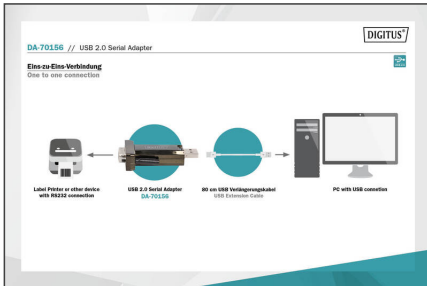 DIGITUS®
DA-70156 // USB 2.0 Serial Adapter
Eins-zu-Eins-Verbindung
One to one connection
Label Printer or other device
with RS232 connection
USB 2.0 Serial Adapter
DA-70156
80 cm USB Verlängerungskabel
USB Extension Cable
PC with USB connetion